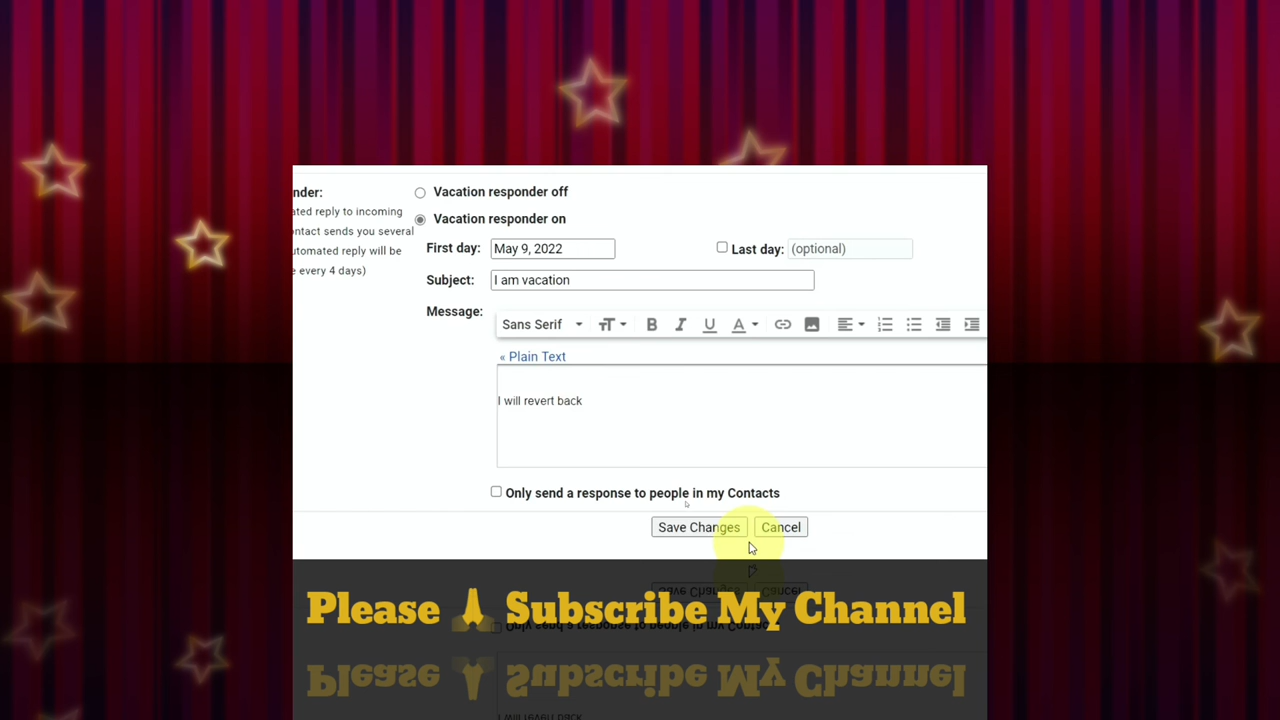 nder:
ated reply to incoming
ontact sends you several
utomated reply will be
e every 4 days)
Vacation responder off
Vacation responder on
First day: May 9, 2022 Last day: (optional)
Subject: I am vacation
Message:
Sans Serif
« Plain Text
I will revert back
Only send a response to people in my Contacts
Save Changes Cancel
Please 🙏 Subscribe My Channel